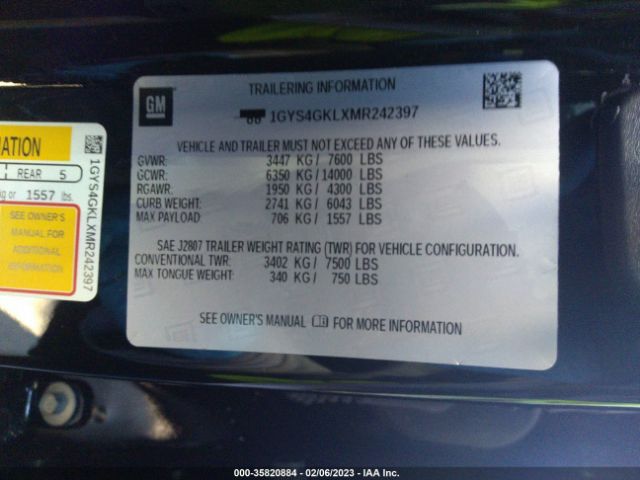 GM
TRAILERING INFORMATION
1GYS4GKLXMR242397
VEHICLE AND TRAILER MUST NOT EXCEED ANY OF THESE VALUES.
GVWR: 3447 KG/ 7600 LBS
GCWR: 6350 KG/14000 LBS
RGAWR: 1950 KG/ 4300 LBS
CURB WEIGHT: 2741 KG/ 6043 LBS
MAX PAYLOAD: 706 KG/ 1557 LBS
SAE J2807 TRAILER WEIGHT RATING (TWR) FOR VEHICLE CONFIGURATION.
CONVENTIONAL TWR: 3402 KG/ 7500 LBS
MAX TONGUE WEIGHT: 340 KG/ 750 LBS
SEE OWNER'S MANUAL FOR MORE INFORMATION
MATION
REAR 5
kg or 1557 lbs.
SEE OWNER'S
MANUAL FOR
ADDITIONAL
INFORMATION
1GYS4GKLXMR242397
000-35820884 - 02/06/2023 - IAA Inc.